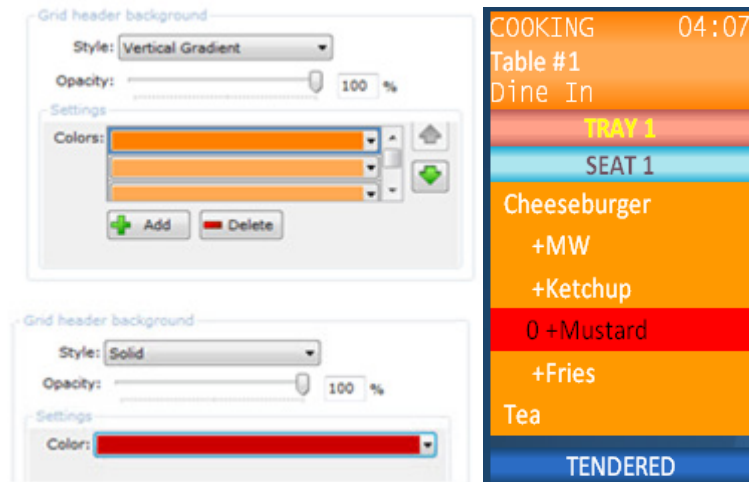 Grid header background
Style: Vertical Gradient
Opacity: 100 %
Settings
Colors:
Add Delete
Grid header background
Style: Solid
Opacity: 100 %
Settings
Color:
COOKING 04:07
Table #1
Dine In
TRAY 1
SEAT 1
Cheeseburger
+MW
+Ketchup
0 +Mustard
+Fries
Tea
TENDERED